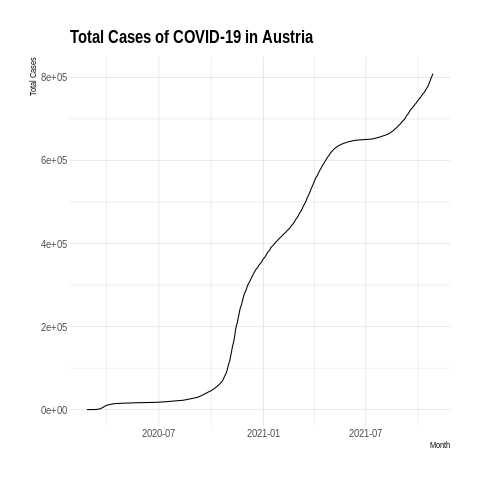 Total Cases of COVID-19 in Austria
Total Cases
8e+05
6e+05
4e+05
2e+05
0e+00
2020-07 2021-01 2021-07
Month